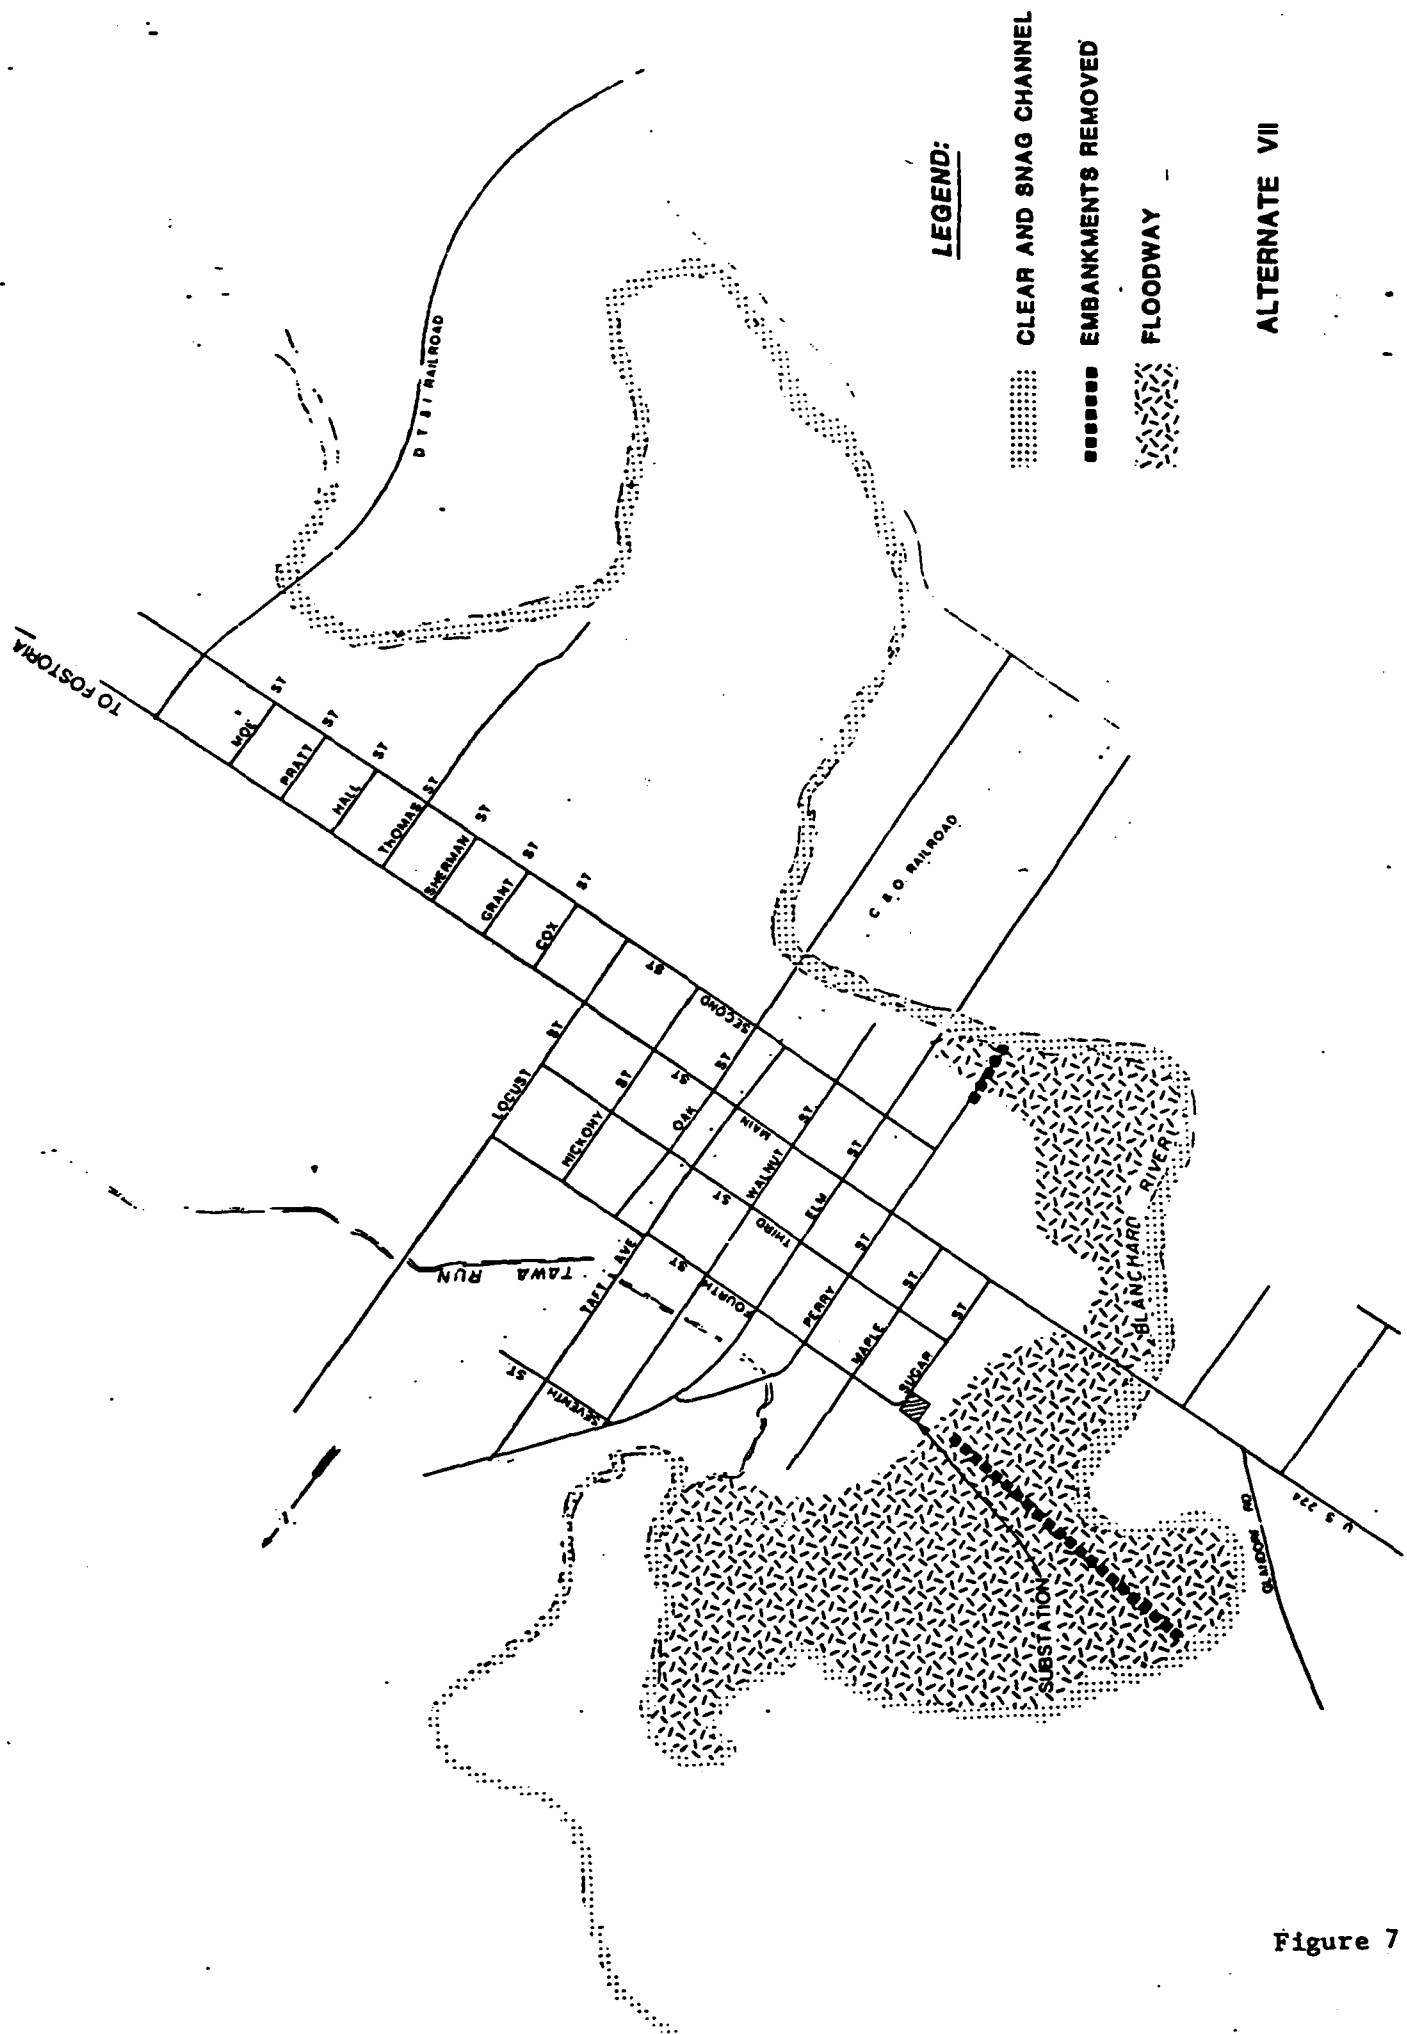 TO FOSTORIA
D T & I RAILROAD
MOE ST
PRATT ST
HALL ST
THOMAS ST
SHERMAN ST
GRANT ST
COX ST
LOCUST ST
HICKORY ST
OAK ST
TAFT AVE
WALNUT ST
ELM ST
PERRY ST
MAPLE ST
SUGAR ST
SECOND ST
MAIN ST
THIRD ST
FOURTH ST
SEVENTH ST
TAWA RUN
C & O RAILROAD
BLANCHARD RIVER
SUBSTATION
GLANDORF RD
U S 224
LEGEND:
CLEAR AND SNAG CHANNEL
EMBANKMENTS REMOVED
FLOODWAY
ALTERNATE VII
Figure 7